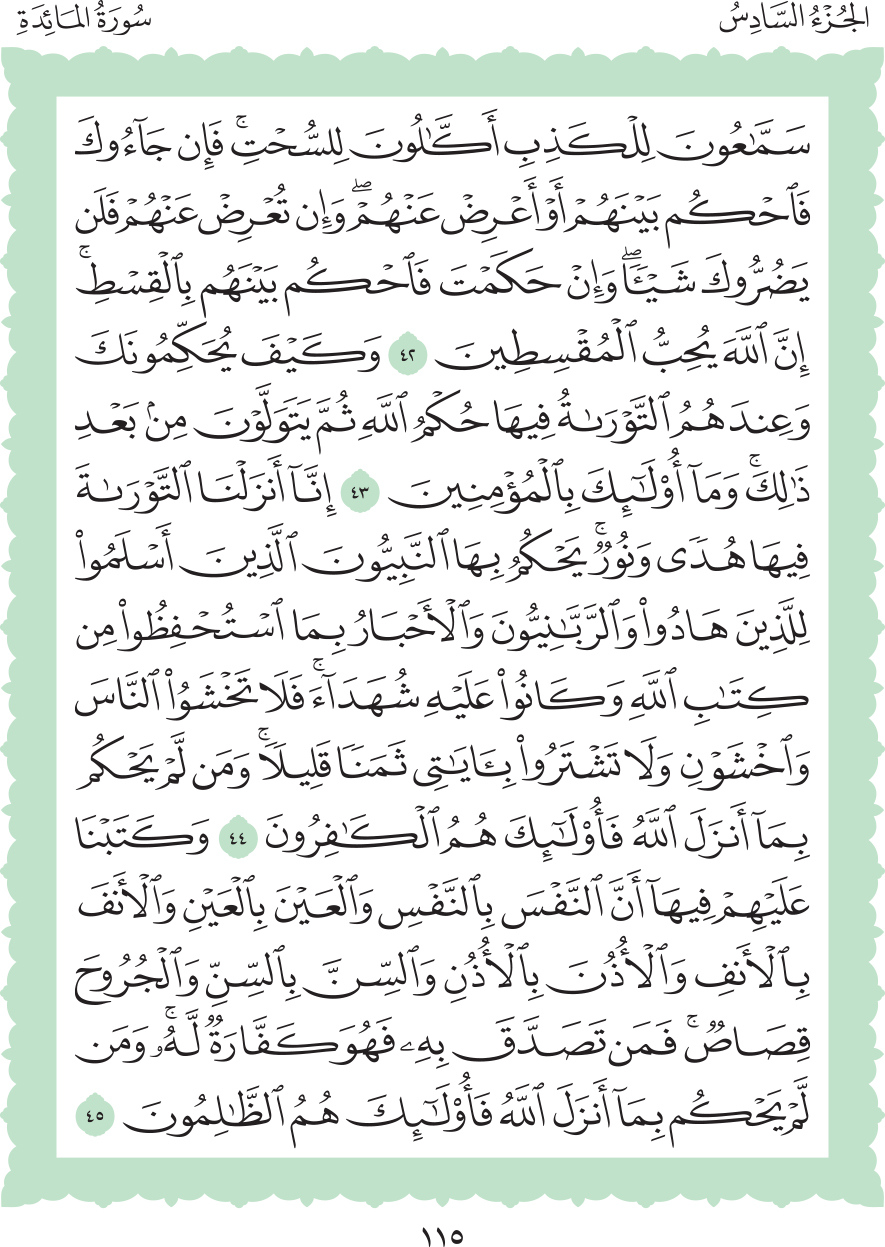 الجُزْءُ السَّادِسُ
سُورَةُ المَائِدَةِ
سَمَّٰعُونَ لِلۡكَذِبِ أَكَّٰلُونَ لِلسُّحۡتِۚ فَإِن جَآءُوكَ
فَٱحۡكُم بَيۡنَهُمۡ أَوۡ أَعۡرِضۡ عَنۡهُمۡۖ وَإِن تُعۡرِضۡ عَنۡهُمۡ فَلَن
يَضُرُّوكَ شَيۡـٔٗاۖ وَإِنۡ حَكَمۡتَ فَٱحۡكُم بَيۡنَهُم بِٱلۡقِسۡطِۚ
إِنَّ ٱللَّهَ يُحِبُّ ٱلۡمُقۡسِطِينَ ٤٢ وَكَيۡفَ يُحَكِّمُونَكَ
وَعِندَهُمُ ٱلتَّوۡرَىٰةُ فِيهَا حُكۡمُ ٱللَّهِ ثُمَّ يَتَوَلَّوۡنَ مِنۢ بَعۡدِ
ذَٰلِكَۚ وَمَآ أُوْلَٰٓئِكَ بِٱلۡمُؤۡمِنِينَ ٤٣ إِنَّآ أَنزَلۡنَا ٱلتَّوۡرَىٰةَ
فِيهَا هُدٗى وَنُورٞۚ يَحۡكُمُ بِهَا ٱلنَّبِيُّونَ ٱلَّذِينَ أَسۡلَمُواْ
لِلَّذِينَ هَادُواْ وَٱلرَّبَّٰنِيُّونَ وَٱلۡأَحۡبَارُ بِمَا ٱسۡتُحۡفِظُواْ مِن
كِتَٰبِ ٱللَّهِ وَكَانُواْ عَلَيۡهِ شُهَدَآءَۚ فَلَا تَخۡشَوُاْ ٱلنَّاسَ
وَٱخۡشَوۡنِ وَلَا تَشۡتَرُواْ بِـَٔايَٰتِي ثَمَنٗا قَلِيلٗاۚ وَمَن لَّمۡ يَحۡكُم
بِمَآ أَنزَلَ ٱللَّهُ فَأُوْلَٰٓئِكَ هُمُ ٱلۡكَٰفِرُونَ ٤٤ وَكَتَبۡنَا
عَلَيۡهِمۡ فِيهَآ أَنَّ ٱلنَّفۡسَ بِٱلنَّفۡسِ وَٱلۡعَيۡنَ بِٱلۡعَيۡنِ وَٱلۡأَنفَ
بِٱلۡأَنفِ وَٱلۡأُذُنَ بِٱلۡأُذُنِ وَٱلسِّنَّ بِٱلسِّنِّ وَٱلۡجُرُوحَ
قِصَاصٞۚ فَمَن تَصَدَّقَ بِهِۦ فَهُوَ كَفَّارَةٞ لَّهُۥۚ وَمَن
لَّمۡ يَحۡكُم بِمَآ أَنزَلَ ٱللَّهُ فَأُوْلَٰٓئِكَ هُمُ ٱلظَّٰلِمُونَ ٤٥
١١٥